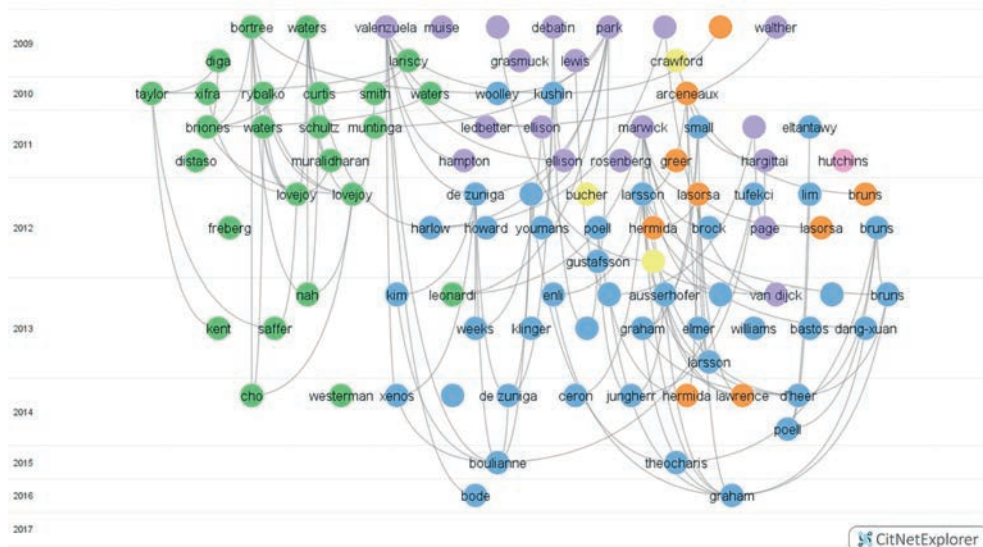 bortree waters valenzuela muise debatin park walther
2009
diga lariscy grasmuck lewis crawford
2010 taylor xifra rybalko curtis smith waters woolley kushin arceneaux
briones waters schultz muntinga ledbetter ellison marwick small eltantawy
2011
distaso muralidharan hampton ellison rosenberg greer hargittai hutchins
lovejoy lovejoy de zuniga bucher larsson lasorsa tufekci lim bruns
2012 freberg harlow howard youmans poell hermida brock page lasorsa bruns
gustafsson
nah kim leonardi enli ausserhofer van dijck bruns
2013 kent saffer weeks klinger graham elmer williams bastos dang-xuan
larsson
cho westerman xenos de zuniga ceron jungherr hermida lawrence d'heer
2014
poell
2015 boulianne theocharis
2016 bode graham
2017
CitNetExplorer